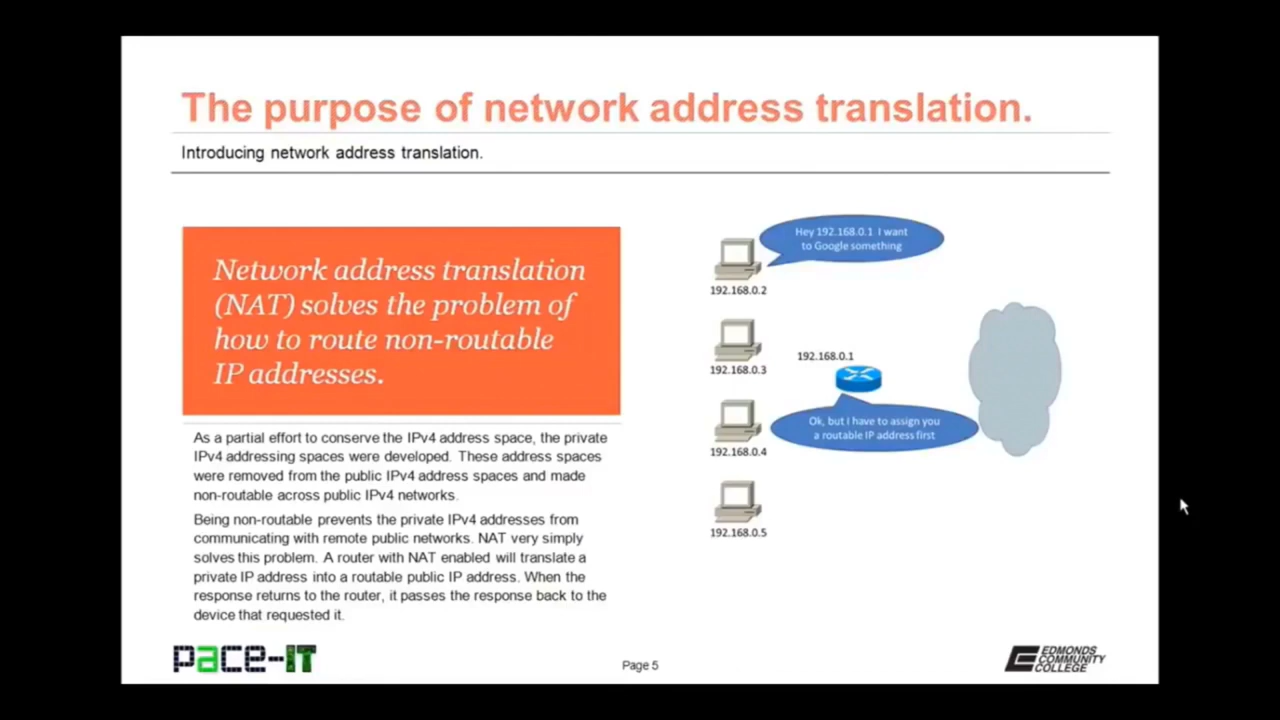 The purpose of network address translation.
Introducing network address translation.
Network address translation
(NAT) solves the problem of
how to route non-routable
IP addresses.
As a partial effort to conserve the IPv4 address space, the private
IPv4 addressing spaces were developed. These address spaces
were removed from the public IPv4 address spaces and made
non-routable across public IPv4 networks.
Being non-routable prevents the private IPv4 addresses from
communicating with remote public networks. NAT very simply
solves this problem. A router with NAT enabled will translate a
private IP address into a routable public IP address. When the
response returns to the router, it passes the response back to the
device that requested it.
Hey 192.168.0.1 I want
to Google something
192.168.0.2
192.168.0.3
192.168.0.1
Ok, but I have to assign you
a routable IP address first
192.168.0.4
192.168.0.5
pace-IT
Page 5
EDMONDS
COMMUNITY
COLLEGE